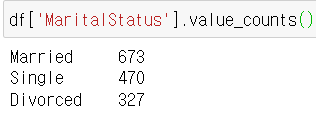 df['MaritalStatus'].value_counts()
Married 673
Single 470
Divorced 327